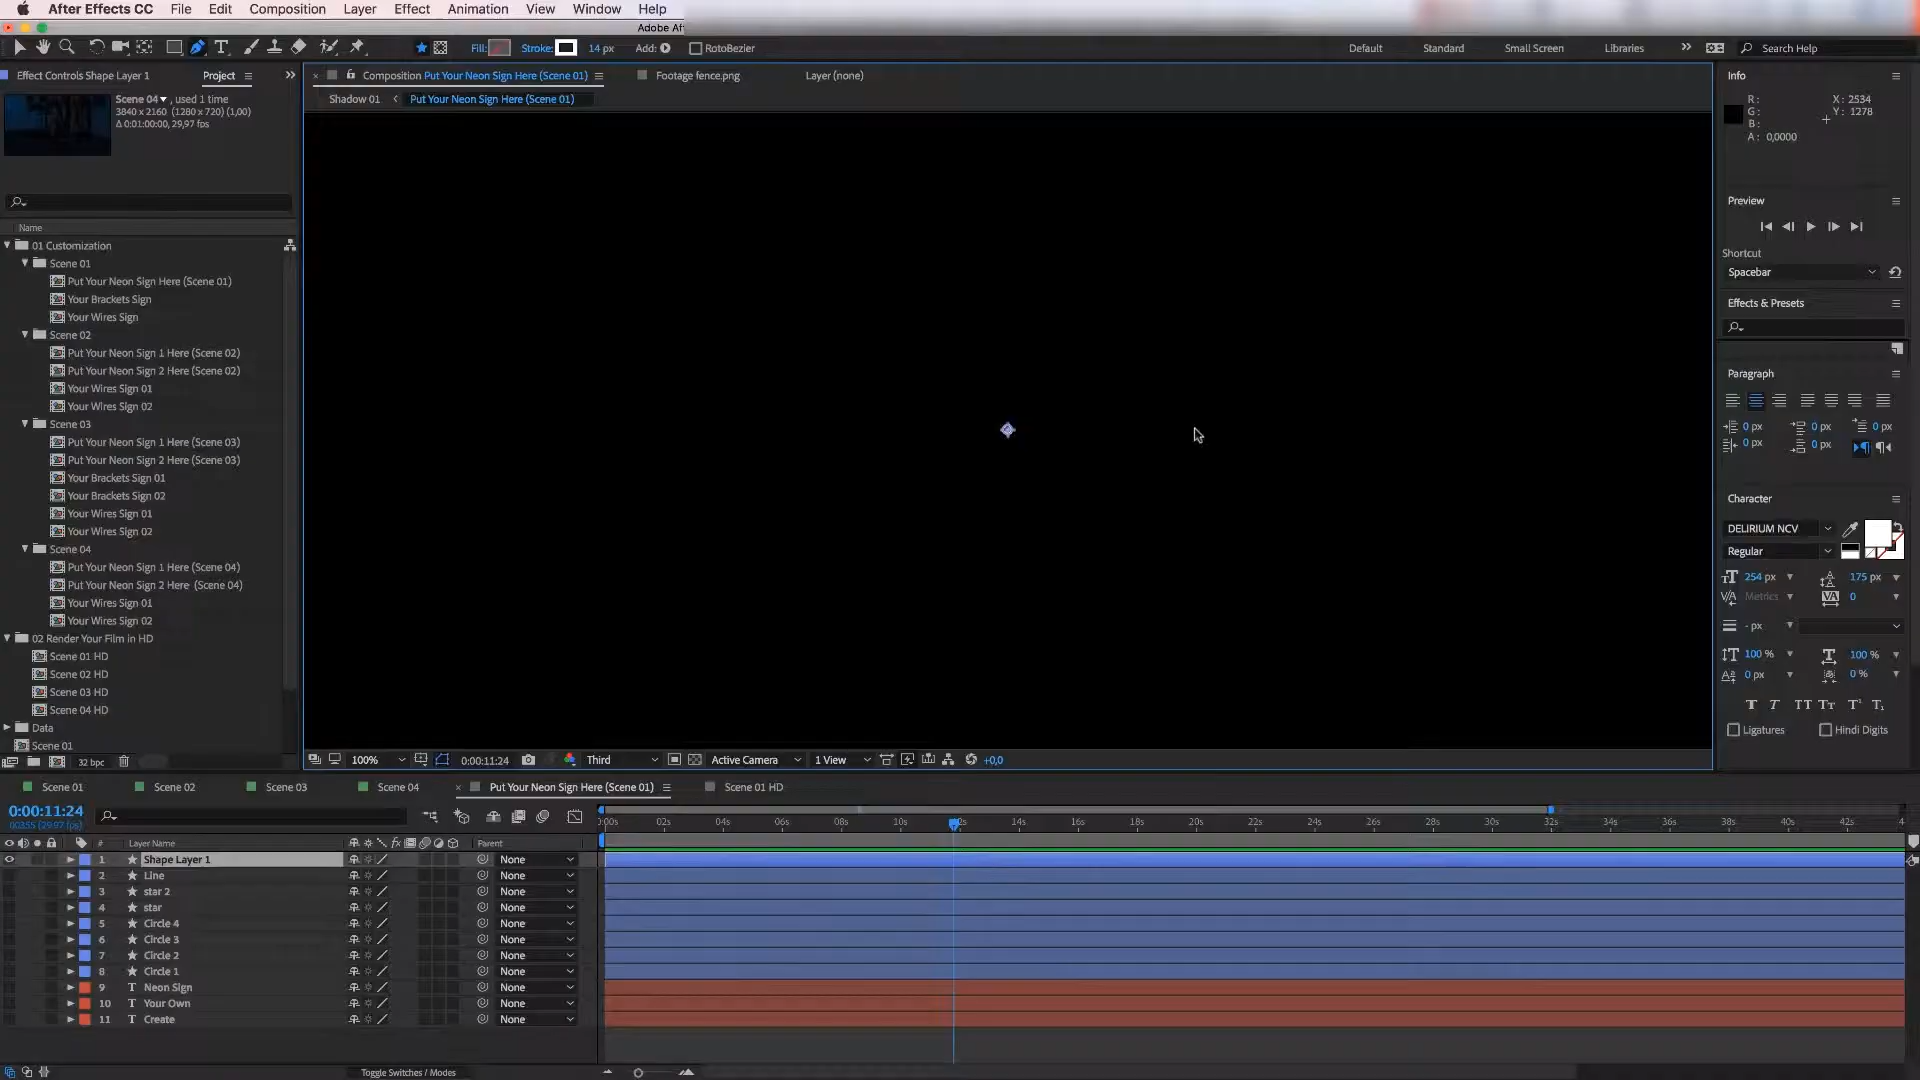 After Effects CC File Edit Composition Layer Effect Animation View Window Help
Adobe Af
Fill: Stroke: 14 px Add: RotoBezier Default Standard Small Screen Libraries Search Help
Effect Controls Shape Layer 1 Project
Composition Put Your Neon Sign Here (Scene 01) Footage fence.png Layer (none)
Shadow 01 Put Your Neon Sign Here (Scene 01)
Scene 04 , used 1 time
3840 x 2160 (1280 x 720) (1,00)
Δ 0:01:00:00, 29,97 fps
Name
01 Customization
Scene 01
Put Your Neon Sign Here (Scene 01)
Your Brackets Sign
Your Wires Sign
Scene 02
Put Your Neon Sign 1 Here (Scene 02)
Put Your Neon Sign 2 Here (Scene 02)
Your Wires Sign 01
Your Wires Sign 02
Scene 03
Put Your Neon Sign 1 Here (Scene 03)
Put Your Neon Sign 2 Here (Scene 03)
Your Brackets Sign 01
Your Brackets Sign 02
Your Wires Sign 01
Your Wires Sign 02
Scene 04
Put Your Neon Sign 1 Here (Scene 04)
Put Your Neon Sign 2 Here (Scene 04)
Your Wires Sign 01
Your Wires Sign 02
02 Render Your Film in HD
Scene 01 HD
Scene 02 HD
Scene 03 HD
Scene 04 HD
Data
Scene 01
32 bpc
100% 0:00:11:24 Third Active Camera 1 View +0,0
Info
R: X: 2534
G: Y: 1278
B:
A: 0,0000
Preview
Shortcut
Spacebar
Effects & Presets
Paragraph
0 px 0 px 0 px
0 px 0 px
Character
DELIRIUM NCV
Regular
254 px 175 px
Metrics 0
- px
100 % 100 %
0 px 0 %
Ligatures Hindi Digits
Scene 01 Scene 02 Scene 03 Scene 04 Put Your Neon Sign Here (Scene 01) Scene 01 HD
0:00:11:24
00355 (29.97 fps)
0:00s 02s 04s 06s 08s 10s 12s 14s 16s 18s 20s 22s 24s 26s 28s 30s 32s 34s 36s 38s 40s 42s 4
# Layer Name Parent
1 Shape Layer 1 None
2 Line None
3 star 2 None
4 star None
5 Circle 4 None
6 Circle 3 None
7 Circle 2 None
8 Circle 1 None
9 T Neon Sign None
10 T Your Own None
11 T Create None
Toggle Switches / Modes